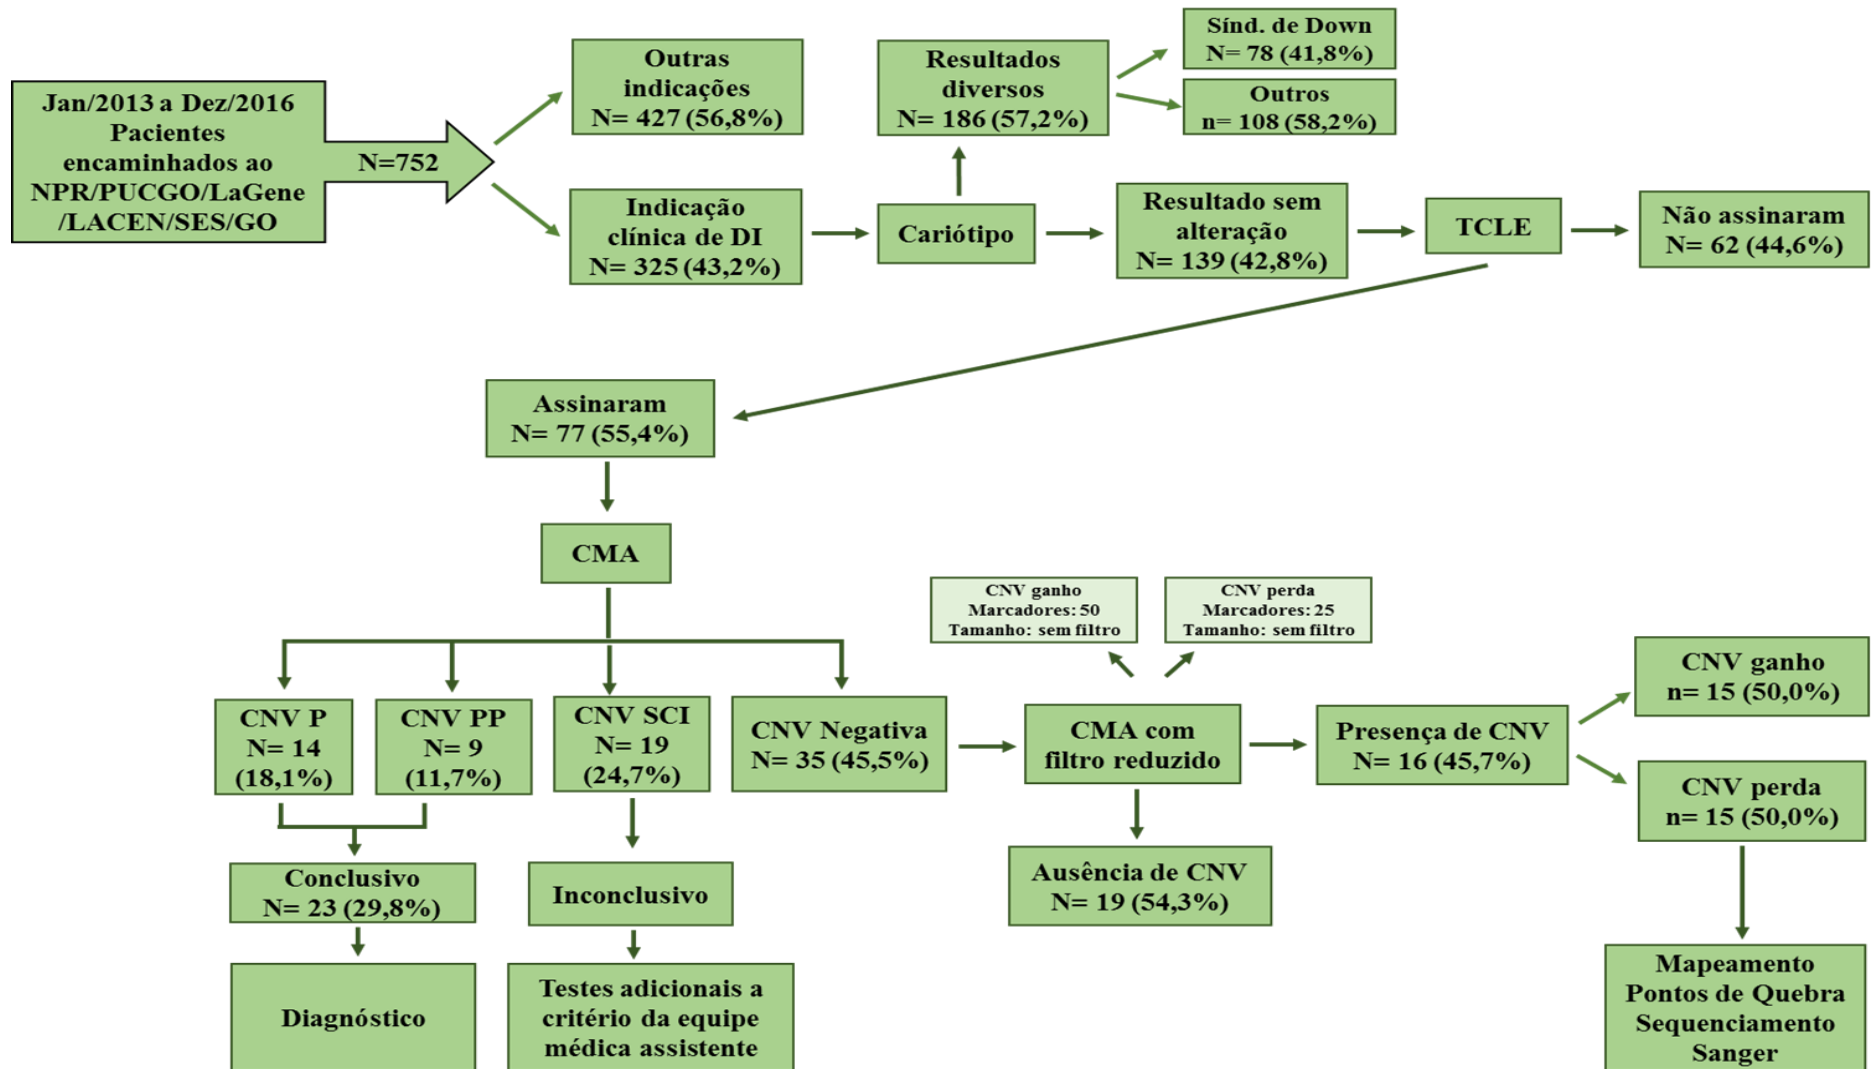 Jan/2013 a Dez/2016
Pacientes
encaminhados ao
NPR/PUCGO/LaGene
/LACEN/SES/GO
N=752
Outras
indicações
N= 427 (56,8%)
Indicação
clínica de DI
N= 325 (43,2%)
Cariótipo
Resultados
diversos
N= 186 (57,2%)
Sínd. de Down
N= 78 (41,8%)
Outros
n= 108 (58,2%)
Resultado sem
alteração
N= 139 (42,8%)
TCLE
Não assinaram
N= 62 (44,6%)
Assinaram
N= 77 (55,4%)
CMA
CNV P
N= 14
(18,1%)
CNV PP
N= 9
(11,7%)
CNV SCI
N= 19
(24,7%)
CNV Negativa
N= 35 (45,5%)
Conclusivo
N= 23 (29,8%)
Diagnóstico
Inconclusivo
Testes adicionais a
critério da equipe
médica assistente
CNV ganho
Marcadores: 50
Tamanho: sem filtro
CNV perda
Marcadores: 25
Tamanho: sem filtro
CMA com
filtro reduzido
Ausência de CNV
N= 19 (54,3%)
Presença de CNV
N= 16 (45,7%)
CNV ganho
n= 15 (50,0%)
CNV perda
n= 15 (50,0%)
Mapeamento
Pontos de Quebra
Sequenciamento
Sanger